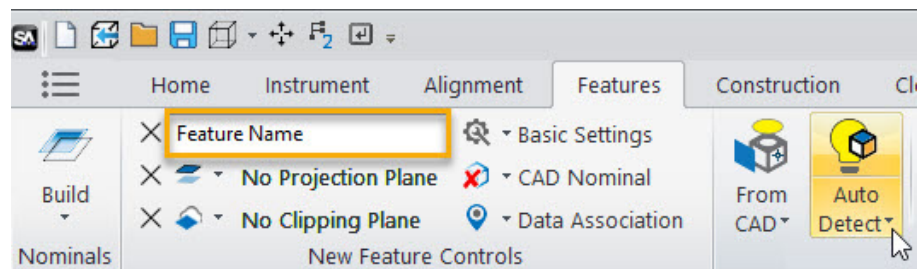 SA
2
Home Instrument Alignment Features Construction
Feature Name Basic Settings
No Projection Plane CAD Nominal
No Clipping Plane Data Association
Build
From CAD
Auto Detect
Nominals New Feature Controls